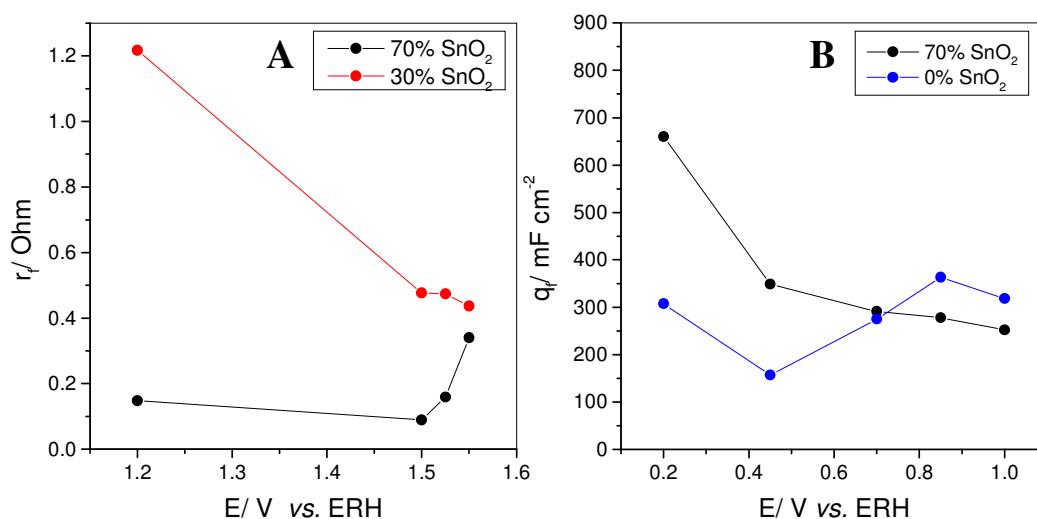 A
70% SnO₂
30% SnO₂
1.2
1.0
0.8
0.6
0.4
0.2
0.0
r_f/ Ohm
1.2 1.3 1.4 1.5 1.6
E/ V vs. ERH
B
70% SnO₂
0% SnO₂
900
800
700
600
500
400
300
200
100
0
q_f/ mF cm⁻²
0.2 0.4 0.6 0.8 1.0
E/ V vs. ERH